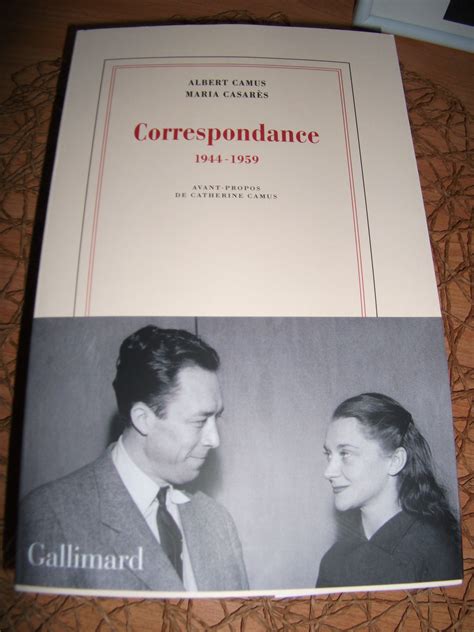 ALBERT CAMUS
MARIA CASARÈS
Correspondance
1944-1959
AVANT-PROPOS
DE CATHERINE CAMUS
Gallimard